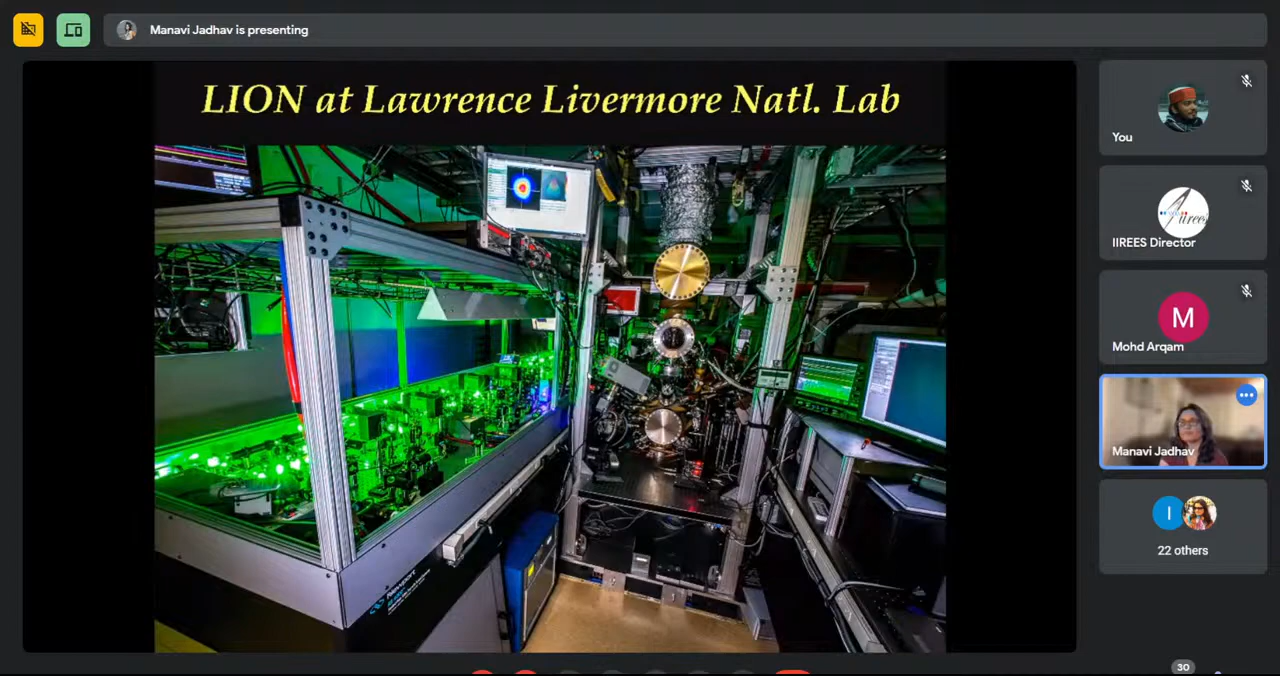 Manavi Jadhav is presenting
LION at Lawrence Livermore Natl. Lab
Newport
You
IIREES Director
M
Mohd Arqam
Manavi Jadhav
I
22 others
30